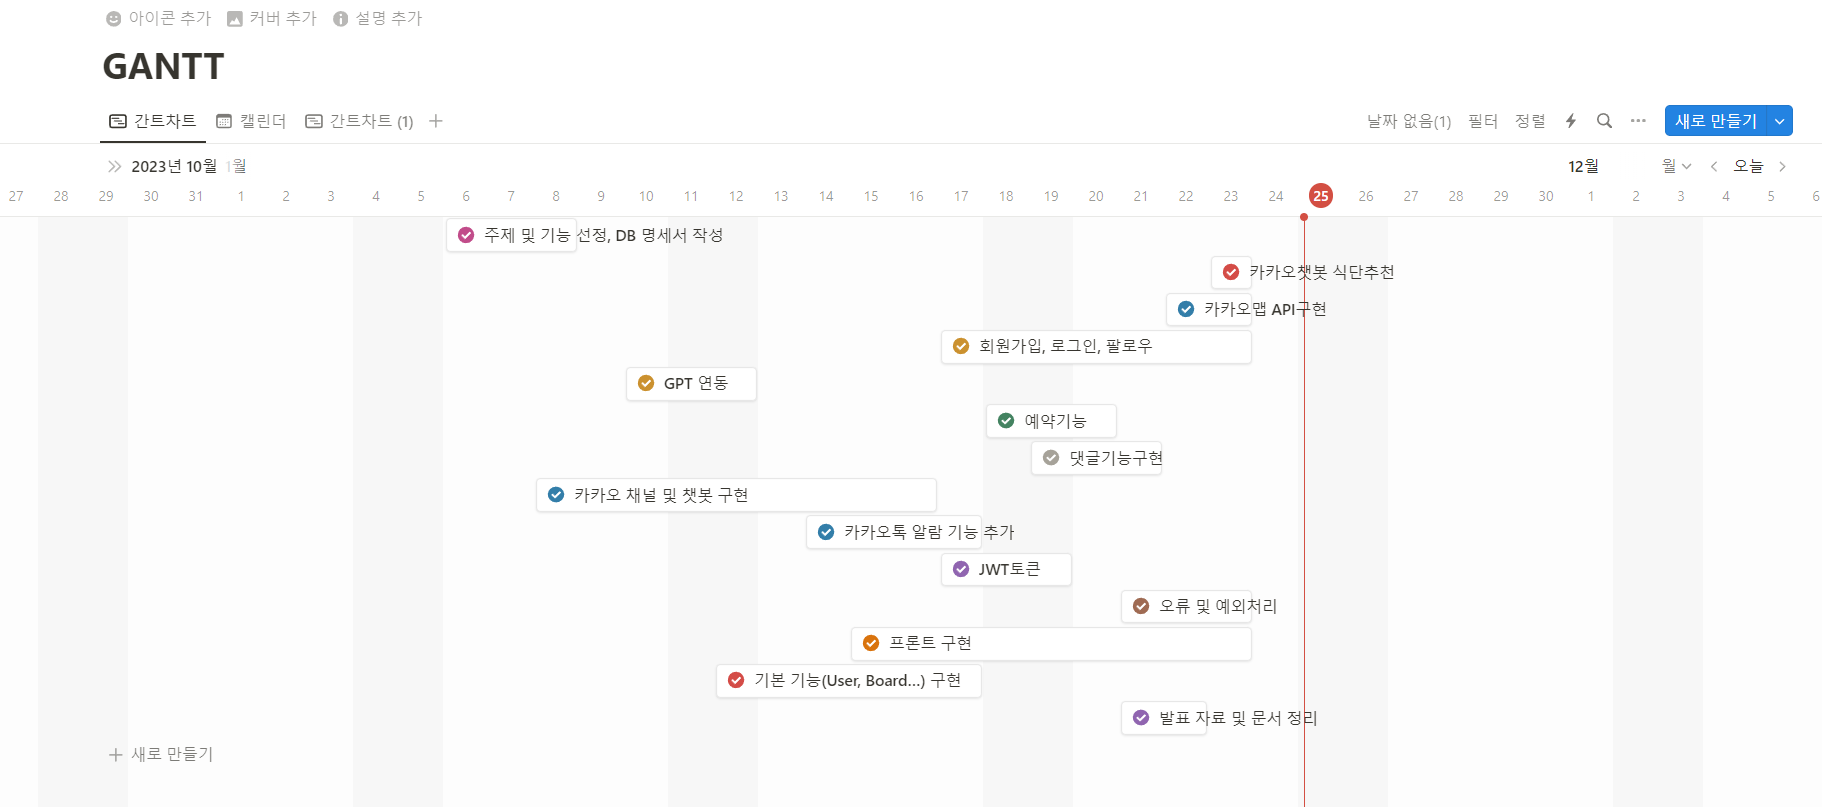 아이콘 추가 커버 추가 설명 추가
GANTT
간트차트 캘린더 간트차트 (1) 날짜 없음(1) 필터 정렬 새로 만들기
2023년 10월 1월 12월 월 오늘
27 28 29 30 31 1 2 3 4 5 6 7 8 9 10 11 12 13 14 15 16 17 18 19 20 21 22 23 24 25 26 27 28 29 30 1 2 3 4 5 6
주제 및 기능 선정, DB 명세서 작성
카카오챗봇 식단추천
카카오맵 API구현
회원가입, 로그인, 팔로우
GPT 연동
예약기능
댓글기능구현
카카오 채널 및 챗봇 구현
카카오톡 알람 기능 추가
JWT토큰
오류 및 예외처리
프론트 구현
기본 기능(User, Board...) 구현
발표 자료 및 문서 정리
새로 만들기